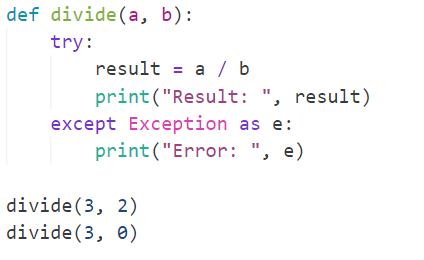 def divide(a, b):
    try:
        result = a / b
        print("Result: ", result)
    except Exception as e:
        print("Error: ", e)

divide(3, 2)
divide(3, 0)